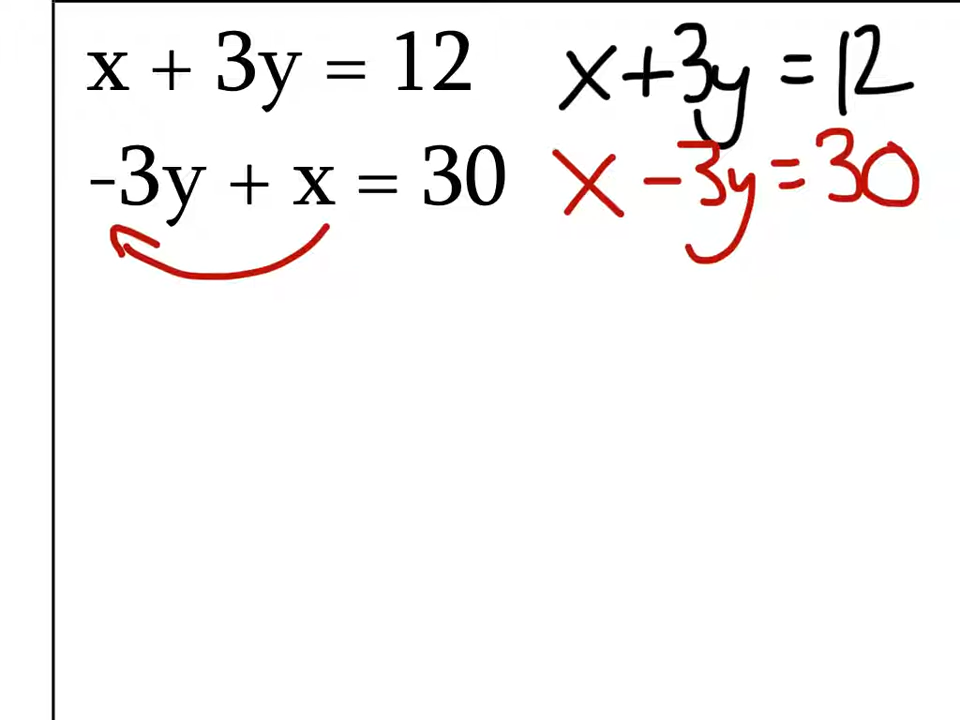 x + 3y = 12
-3y + x = 30
x + 3y = 12
x - 3y = 30